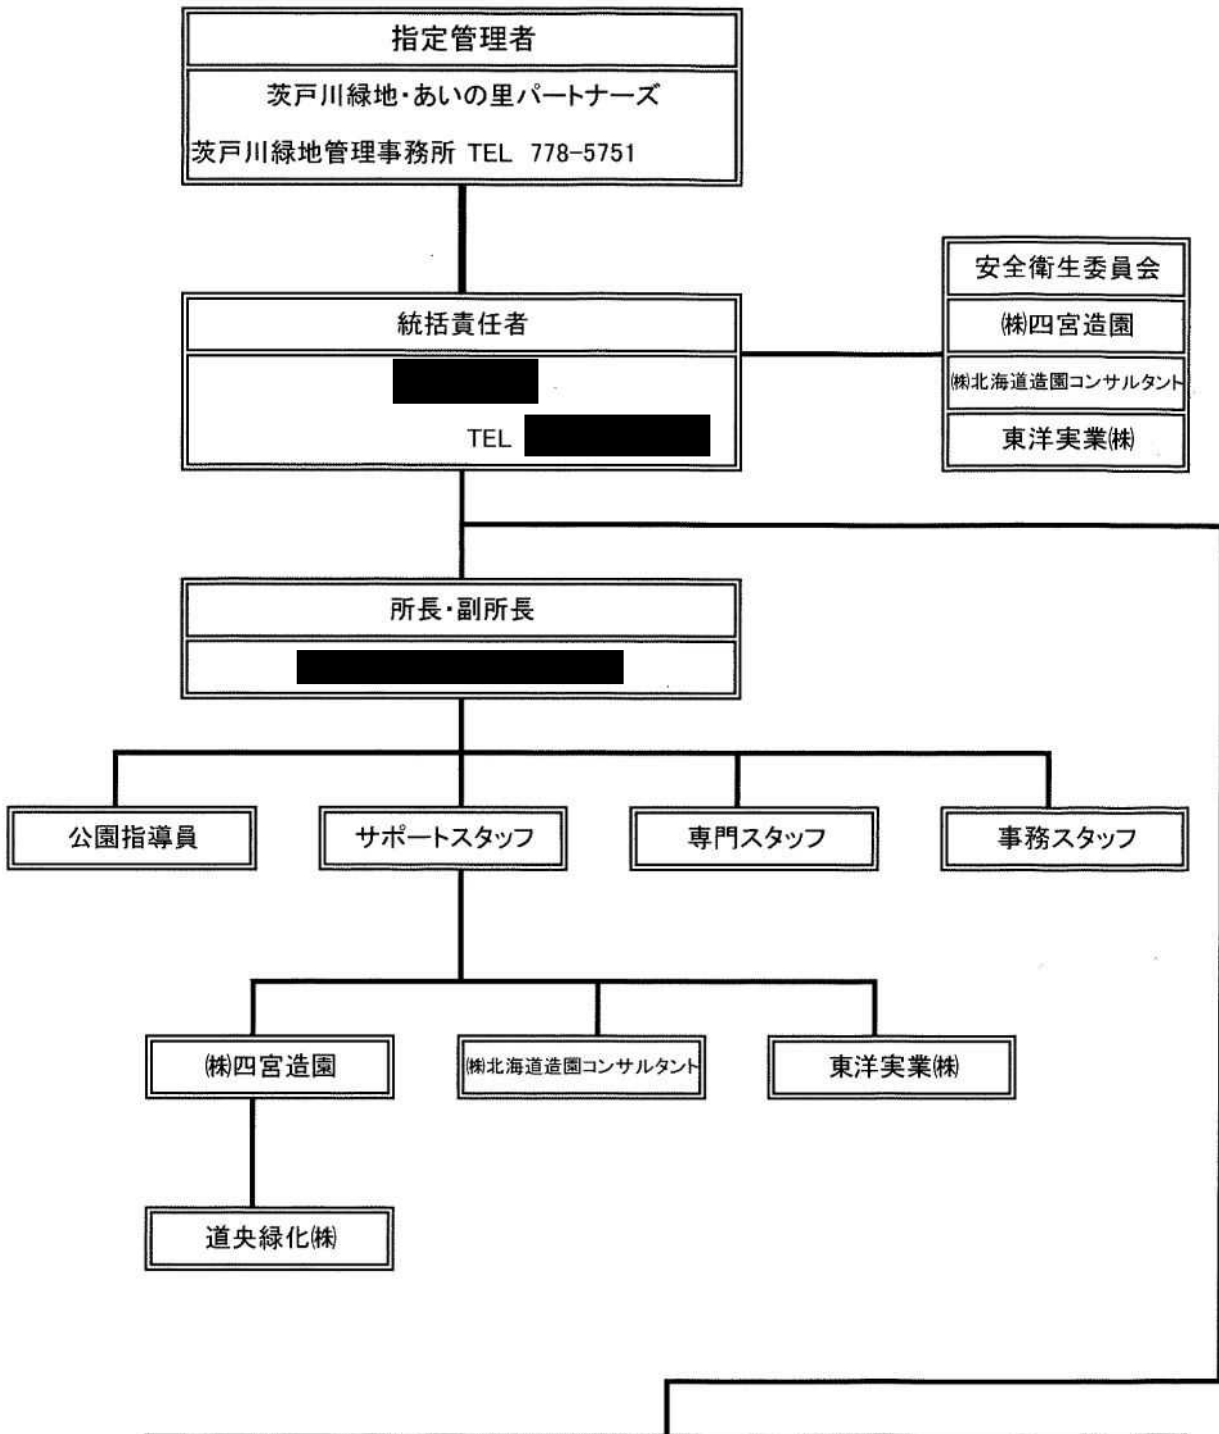 指定管理者
茨戸川緑地・あいの里パートナーズ
茨戸川緑地管理事務所 TEL 778-5751
統括責任者
TEL
安全衛生委員会
㈱四宮造園
㈱北海道造園コンサルタント
東洋実業㈱
所長・副所長
公園指導員
サポートスタッフ
専門スタッフ
事務スタッフ
㈱四宮造園
㈱北海道造園コンサルタント
東洋実業㈱
道央緑化㈱